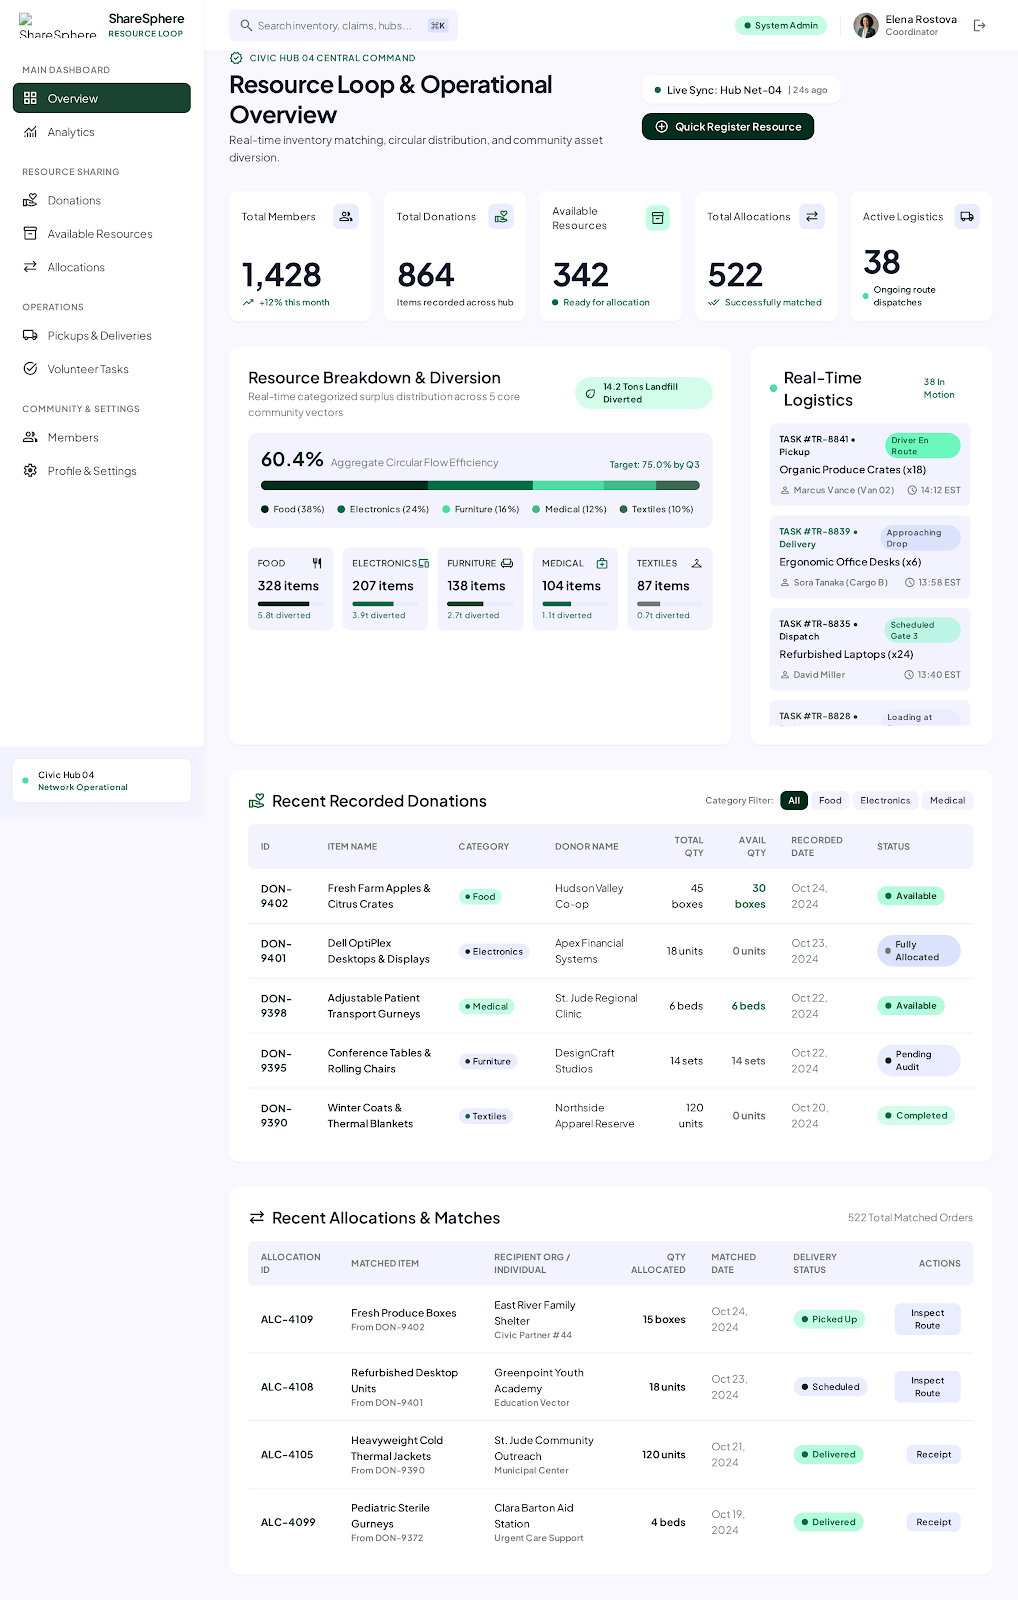 ShareSphere
ShareSphere
RESOURCE LOOP
Search inventory, claims, hubs...
⌘K
System Admin
Elena Rostova
Coordinator
MAIN DASHBOARD
Overview
Analytics
RESOURCE SHARING
Donations
Available Resources
Allocations
OPERATIONS
Pickups & Deliveries
Volunteer Tasks
COMMUNITY & SETTINGS
Members
Profile & Settings
Civic Hub 04
Network Operational
CIVIC HUB 04 CENTRAL COMMAND
Resource Loop & Operational
Overview
Real-time inventory matching, circular distribution, and community asset
diversion.
Live Sync: Hub Net-04 | 24s ago
Quick Register Resource
Total Members
1,428
+12% this month
Total Donations
864
Items recorded across hub
Available
Resources
342
Ready for allocation
Total Allocations
522
Successfully matched
Active Logistics
38
Ongoing route
dispatches
Resource Breakdown & Diversion
Real-time categorized surplus distribution across 5 core
community vectors
14.2 Tons Landfill
Diverted
60.4% Aggregate Circular Flow Efficiency
Target: 75.0% by Q3
Food (38%)
Electronics (24%)
Furniture (16%)
Medical (12%)
Textiles (10%)
FOOD
328 items
5.8t diverted
ELECTRONICS
207 items
3.9t diverted
FURNITURE
138 items
2.7t diverted
MEDICAL
104 items
1.1t diverted
TEXTILES
87 items
0.7t diverted
Real-Time
Logistics
38 In
Motion
TASK #TR-8841 •
Pickup
Driver En
Route
Organic Produce Crates (x18)
Marcus Vance (Van 02)
14:12 EST
TASK #TR-8839 •
Delivery
Approaching
Drop
Ergonomic Office Desks (x6)
Sora Tanaka (Cargo B)
13:58 EST
TASK #TR-8835 •
Dispatch
Scheduled
Gate 3
Refurbished Laptops (x24)
David Miller
13:40 EST
TASK #TR-8828 •
Loading at
Recent Recorded Donations
Category Filter:
All
Food
Electronics
Medical
ID
ITEM NAME
CATEGORY
DONOR NAME
TOTAL
QTY
AVAIL
QTY
RECORDED
DATE
STATUS
DON-
9402
Fresh Farm Apples &
Citrus Crates
Food
Hudson Valley
Co-op
45
boxes
30
boxes
Oct 24,
2024
Available
DON-
9401
Dell OptiPlex
Desktops & Displays
Electronics
Apex Financial
Systems
18 units
0 units
Oct 23,
2024
Fully
Allocated
DON-
9398
Adjustable Patient
Transport Gurneys
Medical
St. Jude Regional
Clinic
6 beds
6 beds
Oct 22,
2024
Available
DON-
9395
Conference Tables &
Rolling Chairs
Furniture
DesignCraft
Studios
14 sets
14 sets
Oct 22,
2024
Pending
Audit
DON-
9390
Winter Coats &
Thermal Blankets
Textiles
Northside
Apparel Reserve
120
units
0 units
Oct 20,
2024
Completed
Recent Allocations & Matches
522 Total Matched Orders
ALLOCATION
ID
MATCHED ITEM
RECIPIENT ORG /
INDIVIDUAL
QTY
ALLOCATED
MATCHED
DATE
DELIVERY
STATUS
ACTIONS
ALC-4109
Fresh Produce Boxes
From DON-9402
East River Family
Shelter
Civic Partner #44
15 boxes
Oct 24,
2024
Picked Up
Inspect
Route
ALC-4108
Refurbished Desktop
Units
From DON-9401
Greenpoint Youth
Academy
Education Vector
18 units
Oct 23,
2024
Scheduled
Inspect
Route
ALC-4105
Heavyweight Cold
Thermal Jackets
From DON-9390
St. Jude Community
Outreach
Municipal Center
120 units
Oct 21,
2024
Delivered
Receipt
ALC-4099
Pediatric Sterile
Gurneys
From DON-9372
Clara Barton Aid
Station
Urgent Care Support
4 beds
Oct 19,
2024
Delivered
Receipt